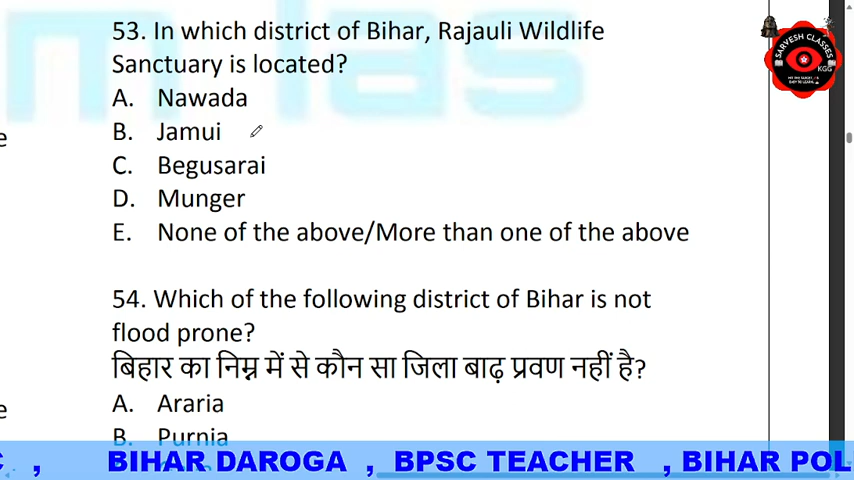 53. In which district of Bihar, Rajauli Wildlife
Sanctuary is located?
A. Nawada
B. Jamui
C. Begusarai
D. Munger
E. None of the above/More than one of the above
54. Which of the following district of Bihar is not
flood prone?
बिहार का निम्न में से कौन सा जिला बाढ़ प्रवण नहीं है?
A. Araria
B. Purnia
, BIHAR DAROGA , BPSC TEACHER , BIHAR POL
SARVESH CLASSES
KGG